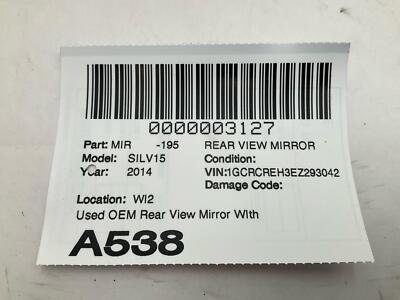 0000003127
Part: MIR -195 REAR VIEW MIRROR
Model: SILV15 Condition:
Year: 2014 VIN:1GCRCREH3EZ293042
Damage Code:
Location: WI2
Used OEM Rear View Mirror WIth
A538